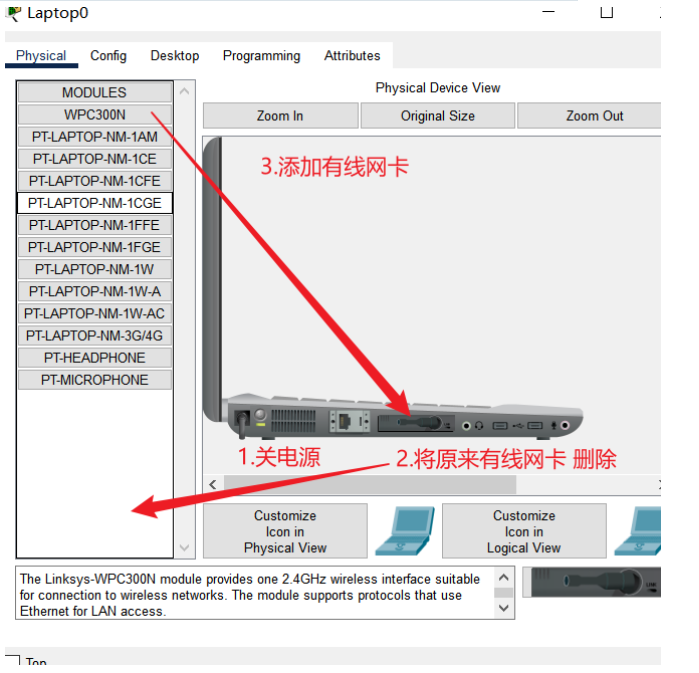 Laptop0
Physical Config Desktop Programming Attributes
MODULES
WPC300N
PT-LAPTOP-NM-1AM
PT-LAPTOP-NM-1CE
PT-LAPTOP-NM-1CFE
PT-LAPTOP-NM-1CGE
PT-LAPTOP-NM-1FFE
PT-LAPTOP-NM-1FGE
PT-LAPTOP-NM-1W
PT-LAPTOP-NM-1W-A
PT-LAPTOP-NM-1W-AC
PT-LAPTOP-NM-3G/4G
PT-HEADPHONE
PT-MICROPHONE
Physical Device View
Zoom In Original Size Zoom Out
3.添加有线网卡
1.关电源
2.将原来有线网卡 删除
Customize
Icon in
Physical View
Customize
Icon in
Logical View
The Linksys-WPC300N module provides one 2.4GHz wireless interface suitable
for connection to wireless networks. The module supports protocols that use
Ethernet for LAN access.
LINK
Top